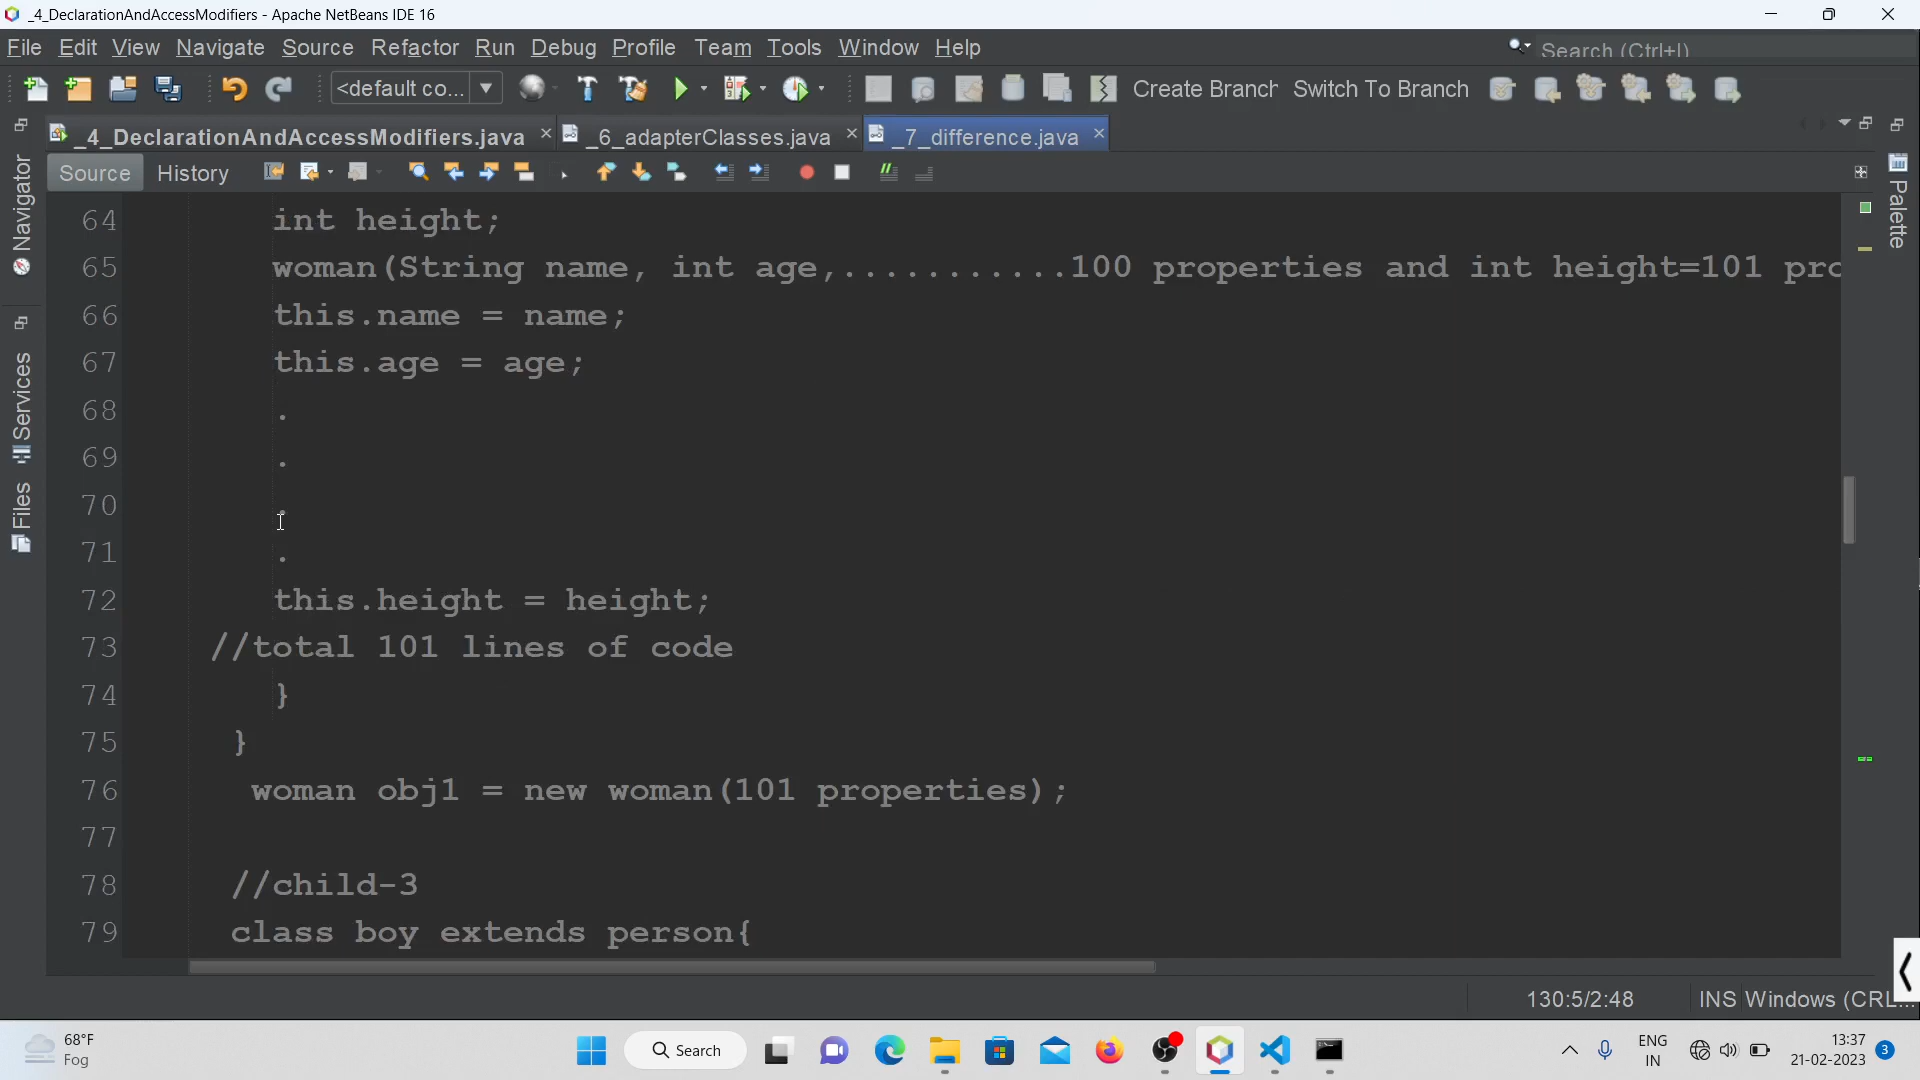 _4_DeclarationAndAccessModifiers - Apache NetBeans IDE 16
File Edit View Navigate Source Refactor Run Debug Profile Team Tools Window Help
Search (Ctrl+I)
<default co... Create Branch Switch To Branch
_4_DeclarationAndAccessModifiers.java _6_adapterClasses.java _7_difference.java
Source History
Navigator
Services
Files
Palette
64 int height;
65 woman(String name, int age,...........100 properties and int height=101 pro
66 this.name = name;
67 this.age = age;
68 .
69 .
70 .
71 .
72 this.height = height;
73 //total 101 lines of code
74 }
75 }
76 woman obj1 = new woman(101 properties);
77
78 //child-3
79 class boy extends person{
130:5/2:48 INS Windows (CRL...
68°F
Fog
Search
ENG
IN
13:37
21-02-2023
3